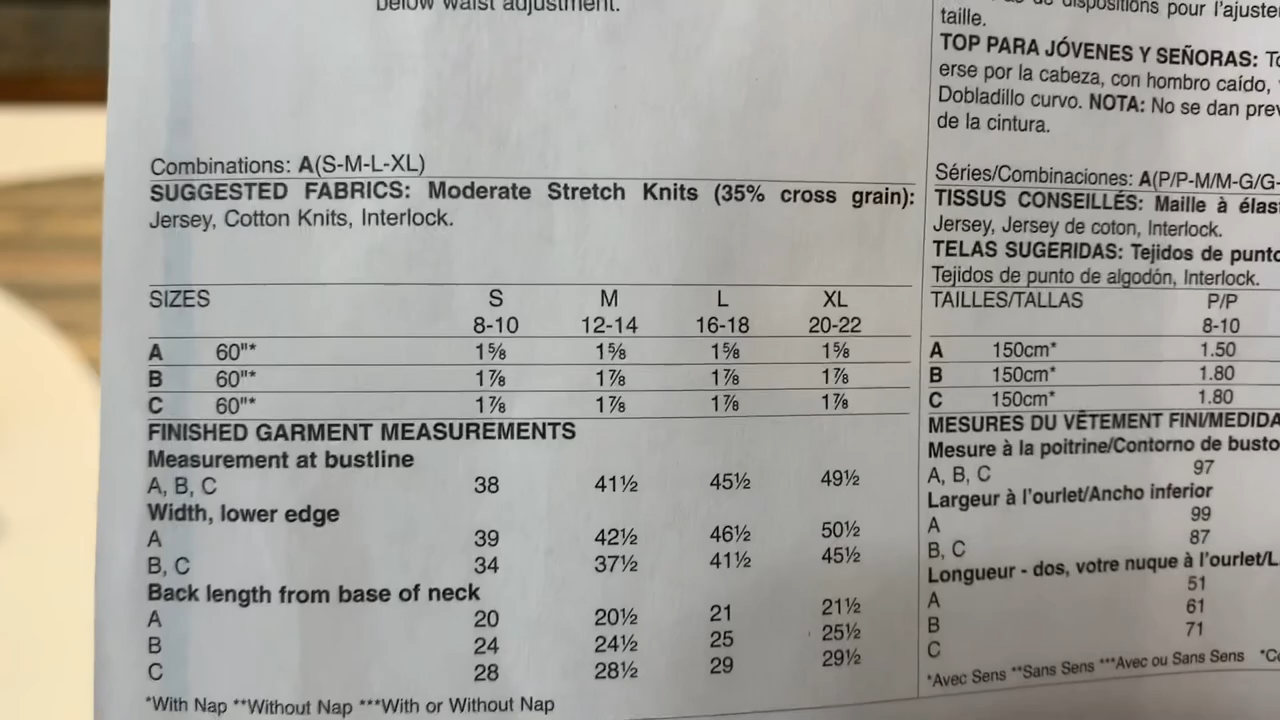 below waist adjustment.
Combinations: A(S-M-L-XL)
SUGGESTED FABRICS: Moderate Stretch Knits (35% cross grain):
Jersey, Cotton Knits, Interlock.
SIZES S M L XL
8-10 12-14 16-18 20-22
A 60"* 1⅝ 1⅝ 1⅝ 1⅝
B 60"* 1⅞ 1⅞ 1⅞ 1⅞
C 60"* 1⅞ 1⅞ 1⅞ 1⅞
FINISHED GARMENT MEASUREMENTS
Measurement at bustline
A, B, C 38 41½ 45½ 49½
Width, lower edge
A 39 42½ 46½ 50½
B, C 34 37½ 41½ 45½
Back length from base of neck
A 20 20½ 21 21½
B 24 24½ 25 25½
C 28 28½ 29 29½
*With Nap **Without Nap ***With or Without Nap
dispositions pour l'ajuste
taille.
TOP PARA JÓVENES Y SEÑORAS: To
erse por la cabeza, con hombro caído,
Dobladillo curvo. NOTA: No se dan prev
de la cintura.
Séries/Combinaciones: A(P/P-M/M-G/G-
TISSUS CONSEILLÉS: Maille à élas
Jersey, Jersey de coton, Interlock.
TELAS SUGERIDAS: Tejidos de punto
Tejidos de punto de algodón, Interlock.
TAILLES/TALLAS P/P
8-10
A 150cm* 1.50
B 150cm* 1.80
C 150cm* 1.80
MESURES DU VÊTEMENT FINI/MEDIDA
Mesure à la poitrine/Contorno de busto
A, B, C 97
Largeur à l'ourlet/Ancho inferior
A 99
B, C 87
Longueur - dos, votre nuque à l'ourlet/L
A 51
B 61
C 71
*Avec Sens **Sans Sens ***Avec ou Sans Sens *Co